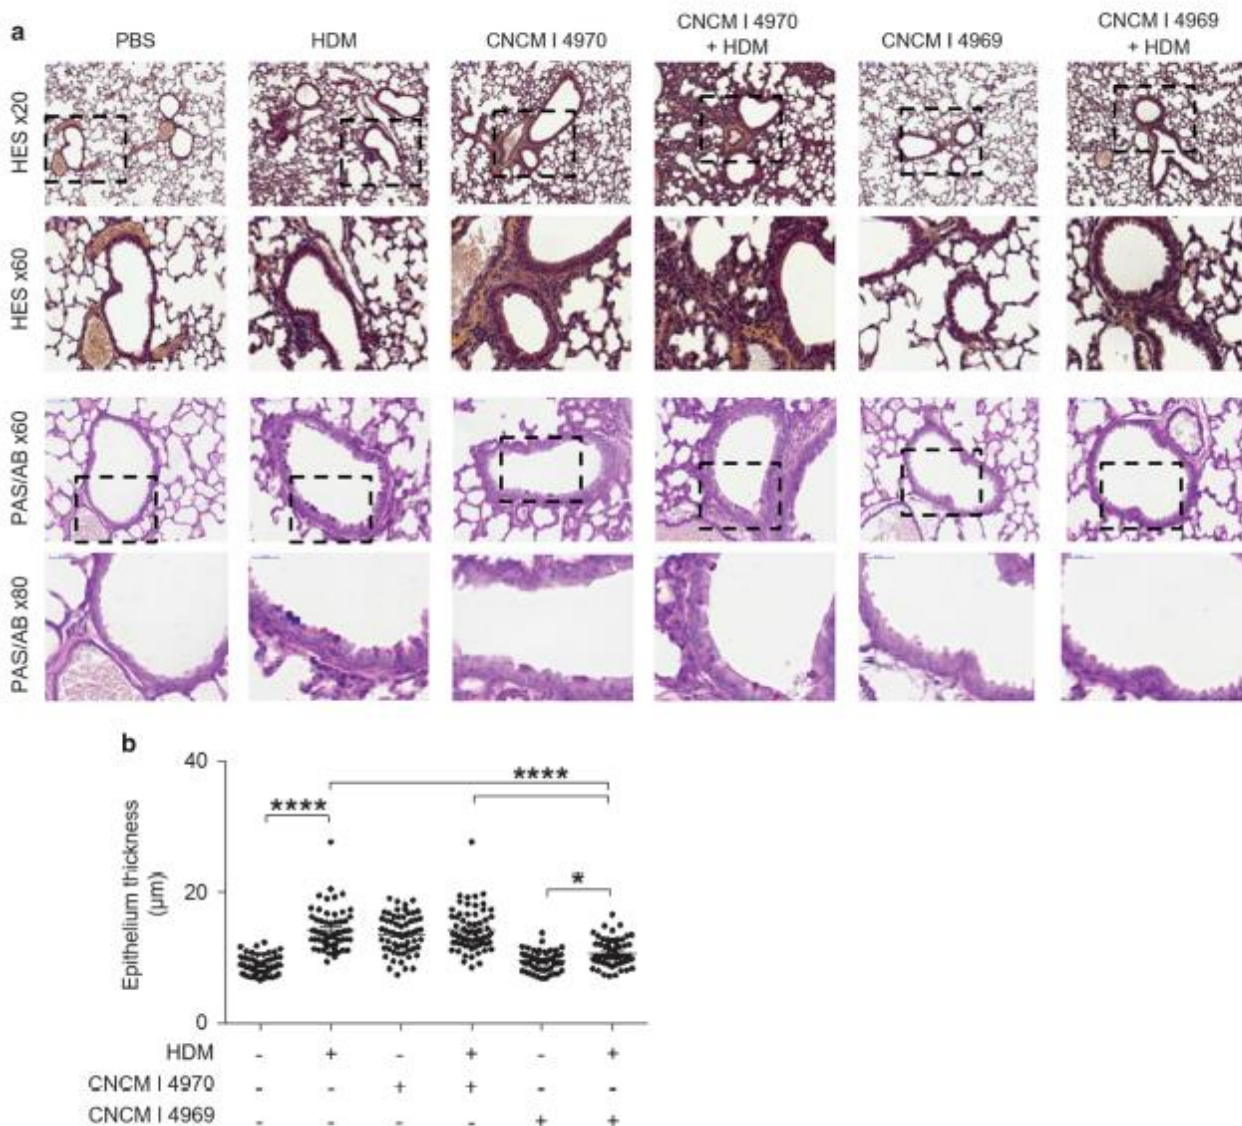 a
PBS
HDM
CNCM I 4970
CNCM I 4970
+ HDM
CNCM I 4969
CNCM I 4969
+ HDM
HES x20
HES x60
PAS/AB x60
PAS/AB x80
b
Epithelium thickness
(µm)
40
20
0
****
****
*
HDM - + - + - +
CNCM I 4970 - - + + - -
CNCM I 4969 - - - - + +